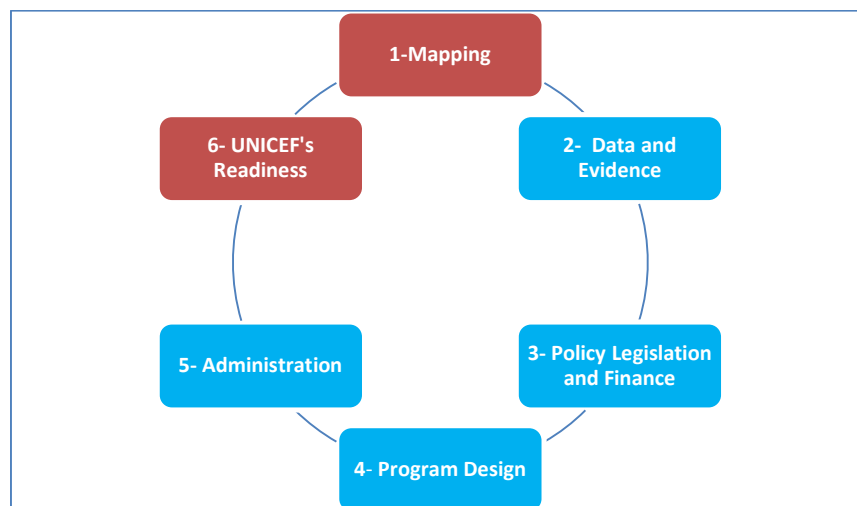 1-Mapping
2-  Data and
Evidence
3- Policy Legislation
and Finance
4- Program Design
5- Administration
6- UNICEF's
Readiness